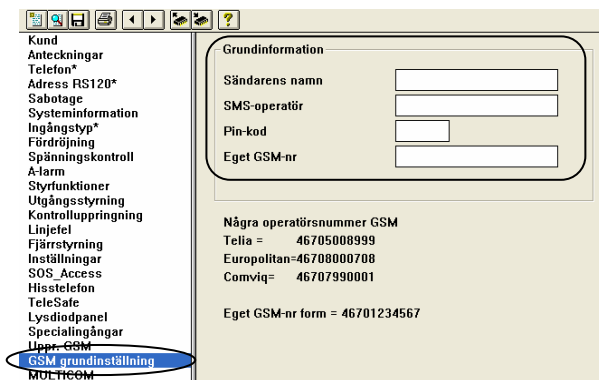 Kund
Anteckningar
Telefon*
Adress RS120*
Sabotage
Systeminformation
Ingångstyp*
Fördröjning
Spänningskontroll
A-larm
Styrfunktioner
Utgångsstyrning
Kontrolluppringning
Linjefel
Fjärrstyrning
Inställningar
SOS_Access
Hisstelefon
TeleSafe
Lysdiodpanel
Specialingångar
Uppr. GSM
GSM grundinställning
MULTICOM
Grundinformation
Sändarens namn
SMS-operatör
Pin-kod
Eget GSM-nr
Några operatörsnummer GSM
Telia = 46705008999
Europolitan=46708000708
Comviq= 46707990001
Eget GSM-nr form = 46701234567